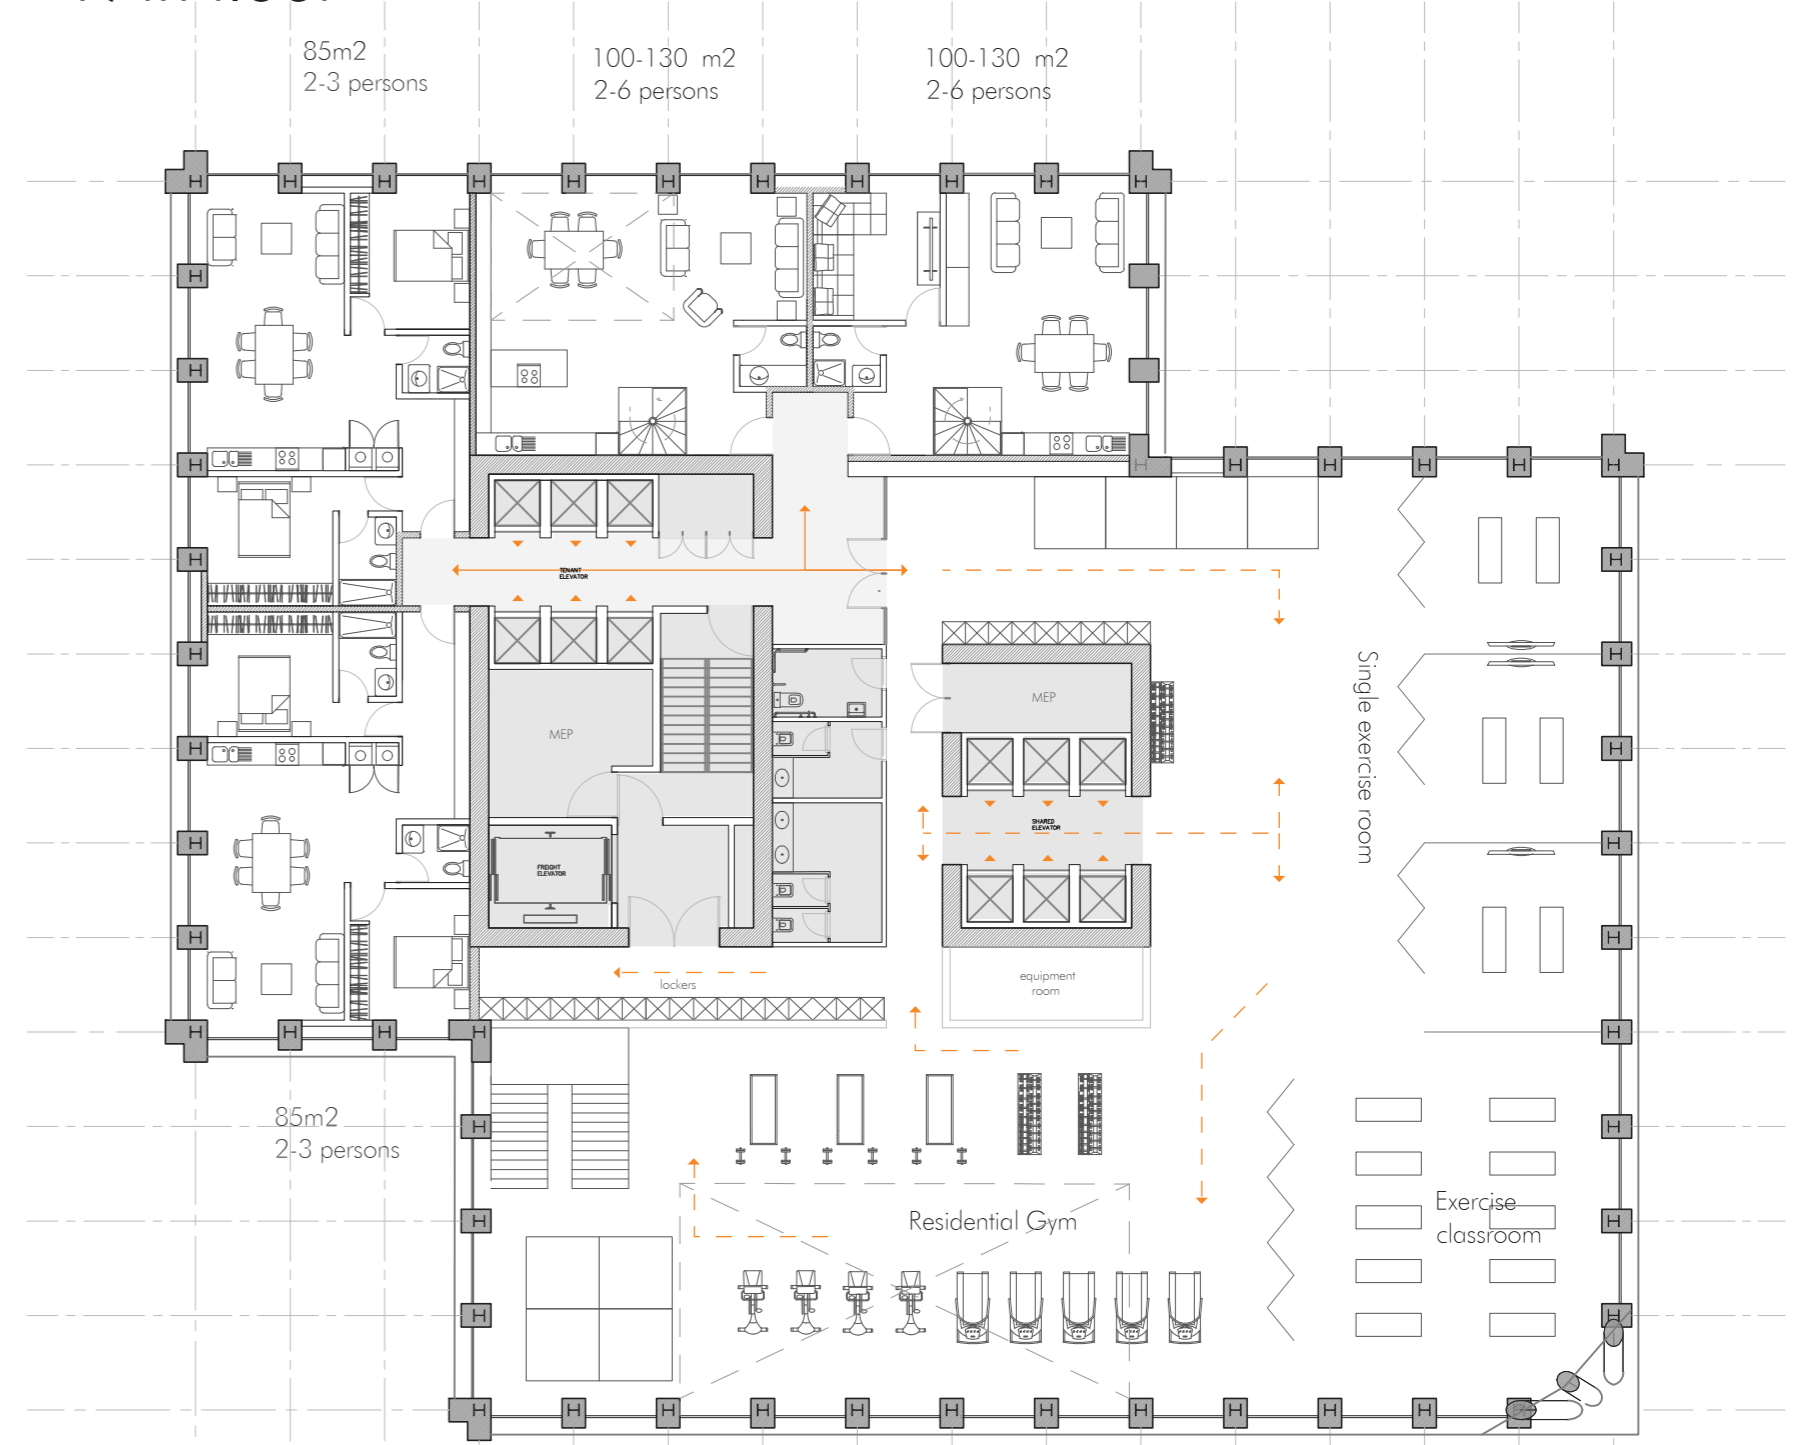 85m2
2-3 persons
100-130 m2
2-6 persons
100-130 m2
2-6 persons
TENANT
ELEVATOR
MEP
MEP
Single exercise room
SHARED
ELEVATOR
FREIGHT
ELEVATOR
lockers
equipment
room
85m2
2-3 persons
Residential Gym
Exercise
classroom